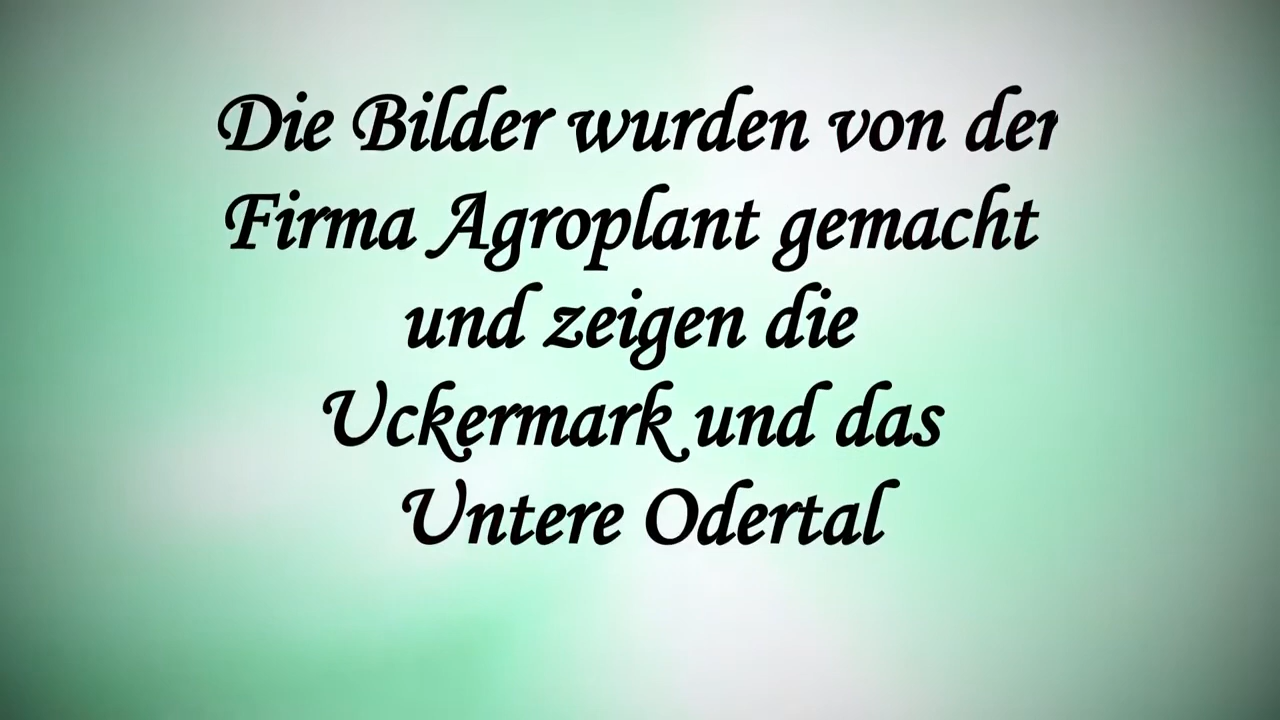 Die Bilder wurden von der
Firma Agroplant gemacht
und zeigen die
Uckermark und das
Untere Odertal